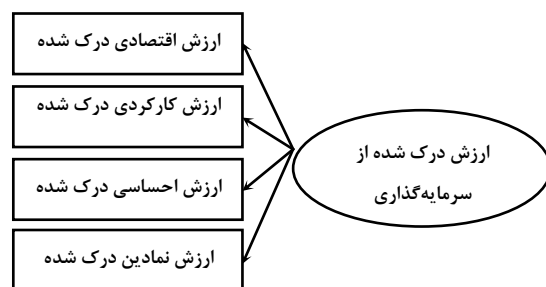 ارزش اقتصادی درک شده
ارزش کارکردی درک شده
ارزش درک شده از
سرمایه‌گذاری
ارزش احساسی درک شده
ارزش نمادین درک شده